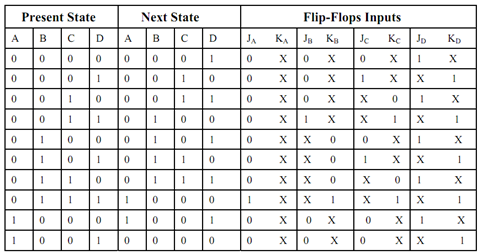 Present State Next State Flip-Flops Inputs
A B C D A B C D J_A K_A J_B K_B J_C K_C J_D K_D
0 0 0 0 0 0 0 1 0 X 0 X 0 X 1 X
0 0 0 1 0 0 1 0 0 X 0 X 1 X X 1
0 0 1 0 0 0 1 1 0 X 0 X X 0 1 X
0 0 1 1 0 1 0 0 0 X 1 X X 1 X 1
0 1 0 0 0 1 0 1 0 X X 0 0 X 1 X
0 1 0 1 0 1 1 0 0 X X 0 1 X X 1
0 1 1 0 0 1 1 1 0 X X 0 X 0 1 X
0 1 1 1 1 0 0 0 1 X X 1 X 1 X 1
1 0 0 0 1 0 0 1 0 X 0 X 0 X 1 X
1 0 0 1 0 0 0 0 0 X 0 X 0 X X 1